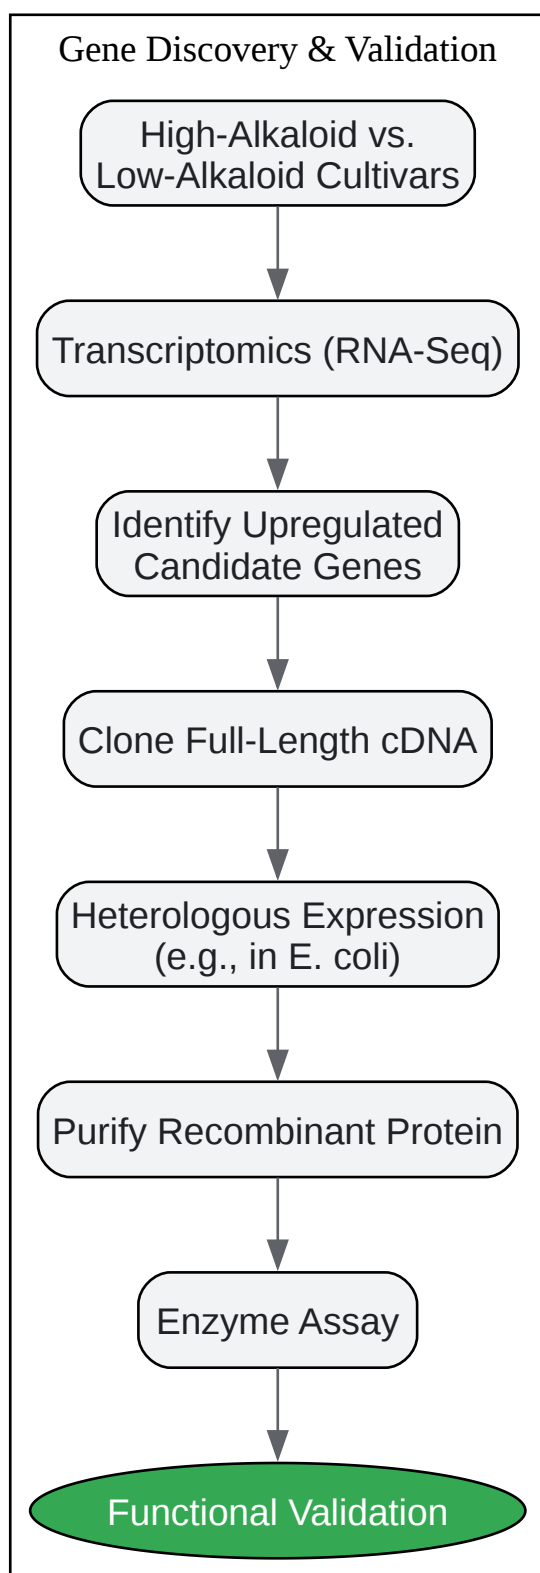 Gene Discovery & Validation
High-Alkaloid vs.
Low-Alkaloid Cultivars
Transcriptomics (RNA-Seq)
Identify Upregulated
Candidate Genes
Clone Full-Length cDNA
Heterologous Expression
(e.g., in E. coli)
Purify Recombinant Protein
Enzyme Assay
Functional Validation